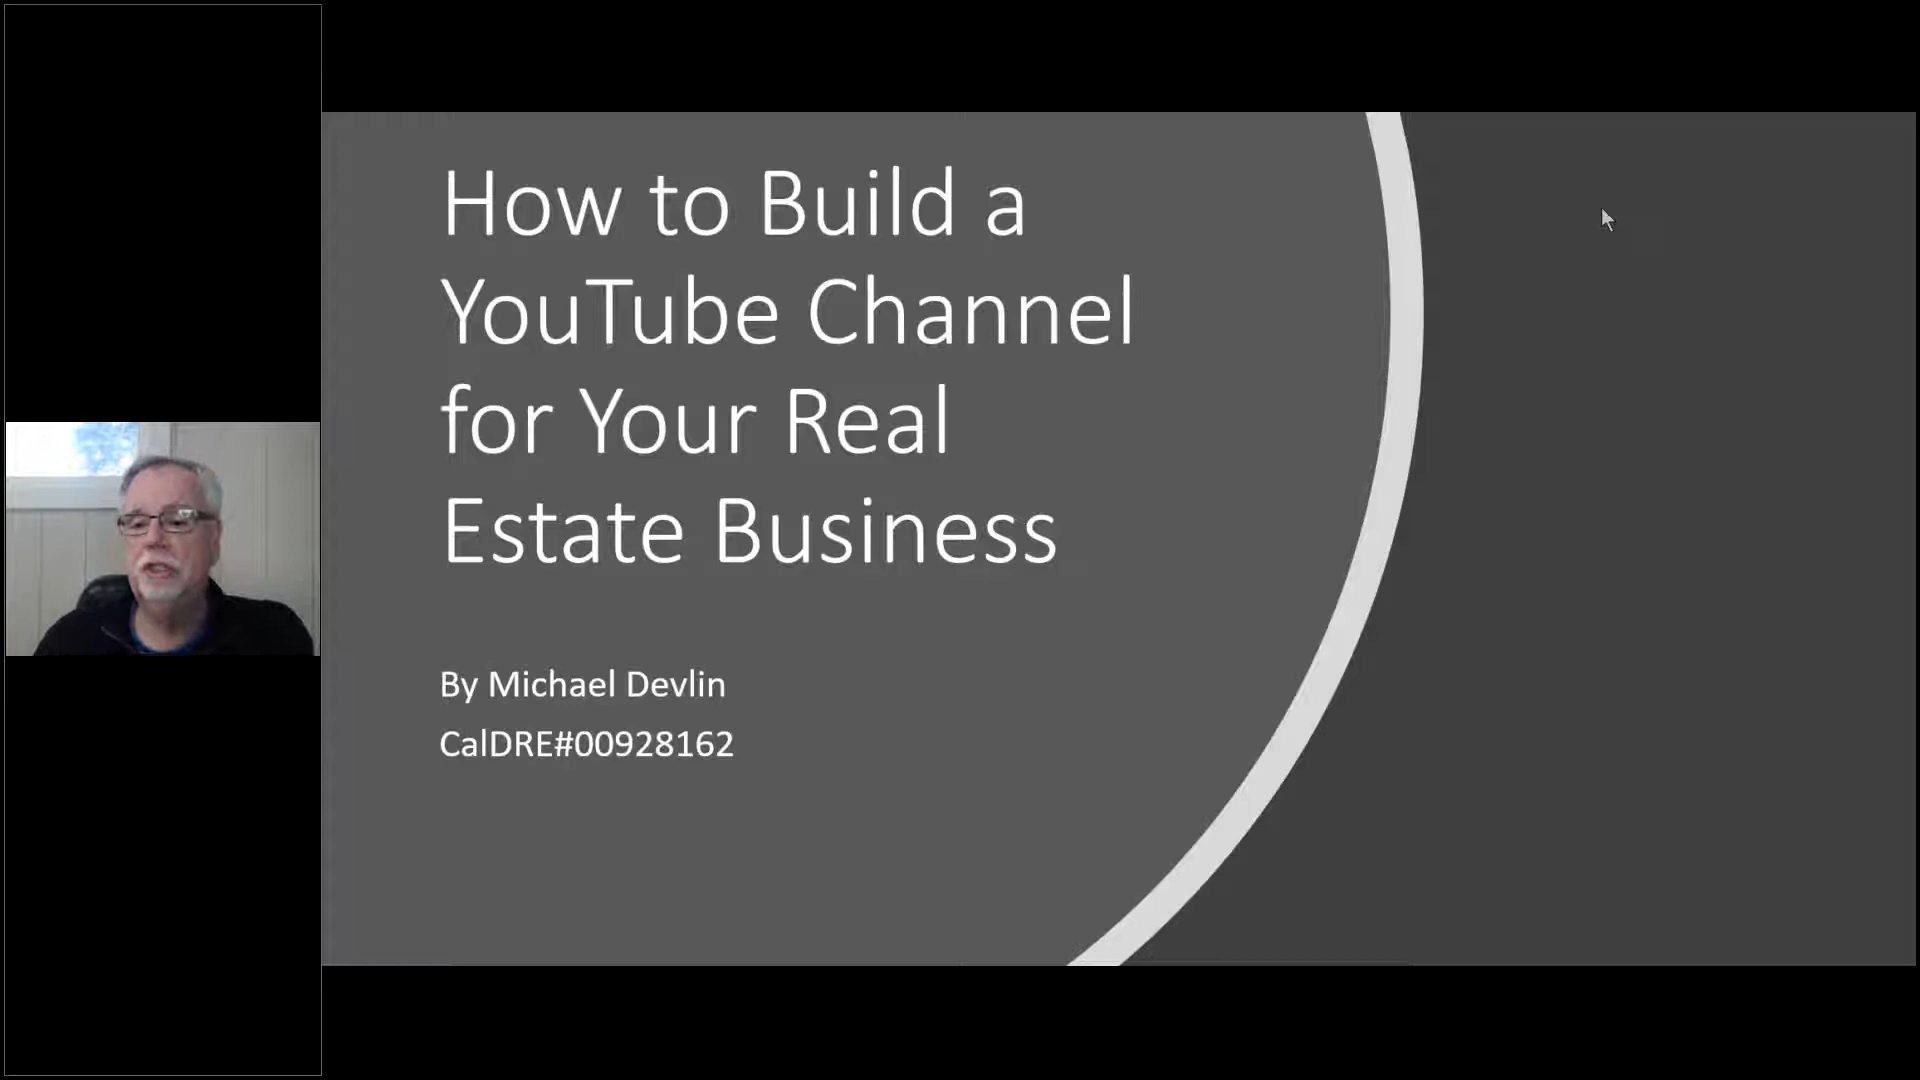 How to Build a
YouTube Channel
for Your Real
Estate Business
By Michael Devlin
CalDRE#00928162